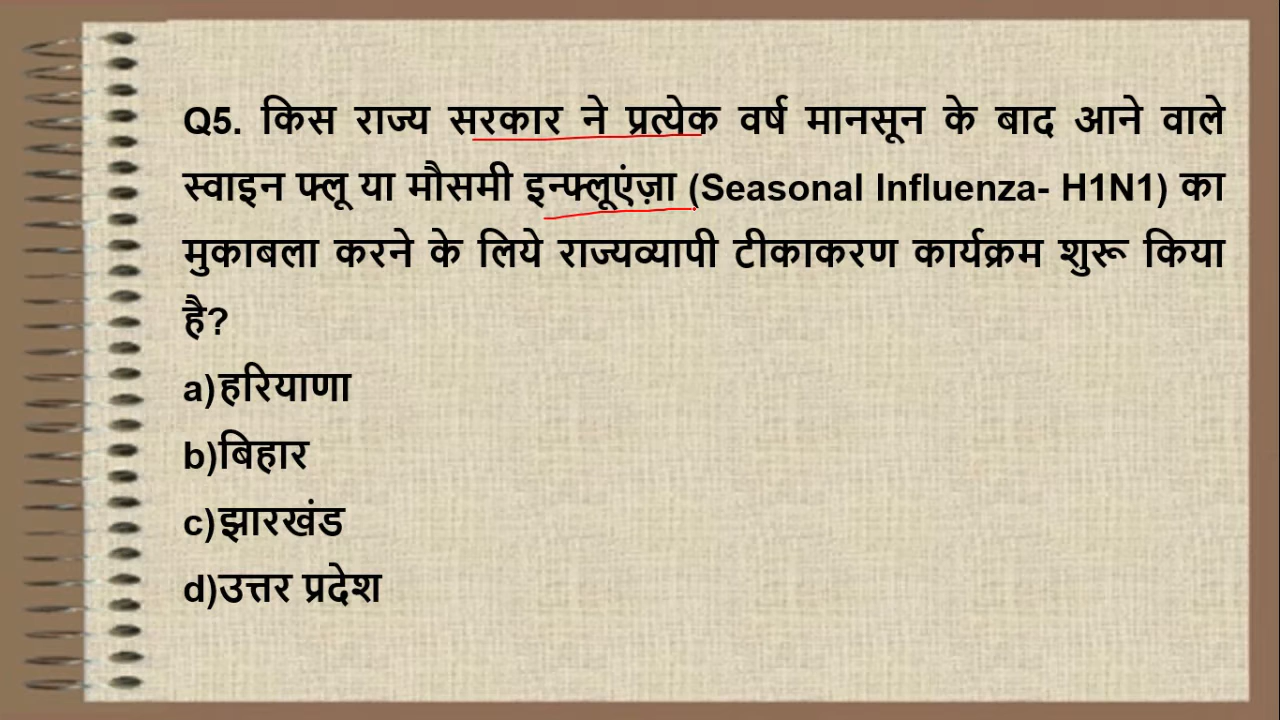 Q5. किस राज्य सरकार ने प्रत्येक वर्ष मानसून के बाद आने वाले
स्वाइन फ्लू या मौसमी इन्फ्लूएंज़ा (Seasonal Influenza- H1N1) का
मुकाबला करने के लिये राज्यव्यापी टीकाकरण कार्यक्रम शुरू किया
है?
a)हरियाणा
b)बिहार
c)झारखंड
d)उत्तर प्रदेश